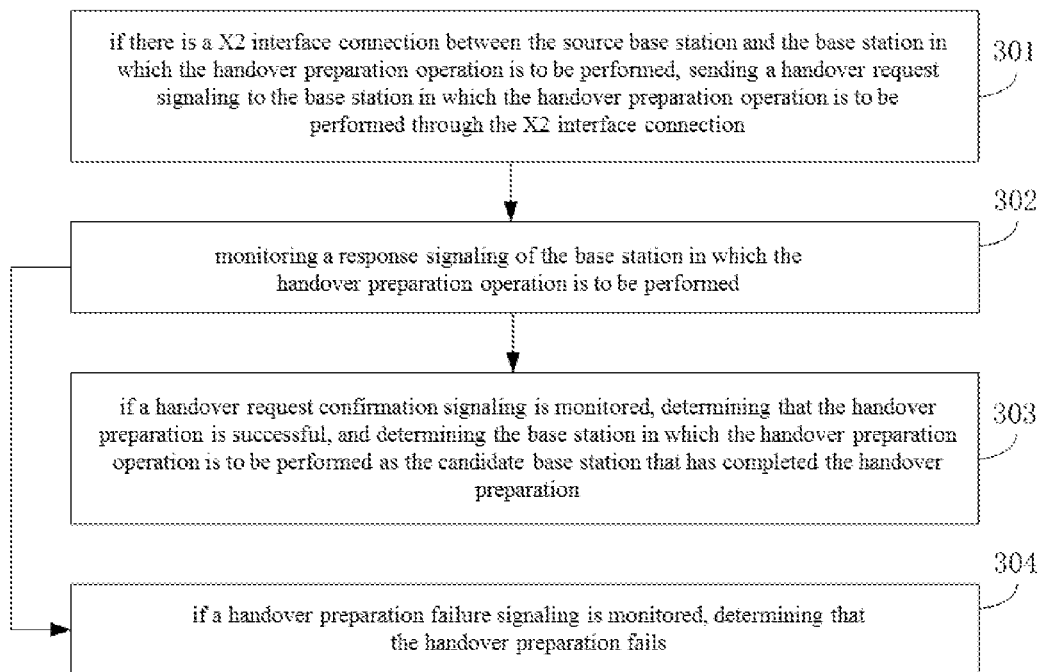 if there is a X2 interface connection between the source base station and the base station in
which the handover preparation operation is to be performed, sending a handover request
signaling to the base station in which the handover preparation operation is to be
performed through the X2 interface connection
301
302
monitoring a response signaling of the base station in which the
handover preparation operation is to be performed
if a handover request confirmation signaling is monitored, determining that the handover
preparation is successful, and determining the base station in which the handover preparation
operation is to be performed as the candidate base station that has completed the handover
preparation
303
304
if a handover preparation failure signaling is monitored, determining that
the handover preparation fails